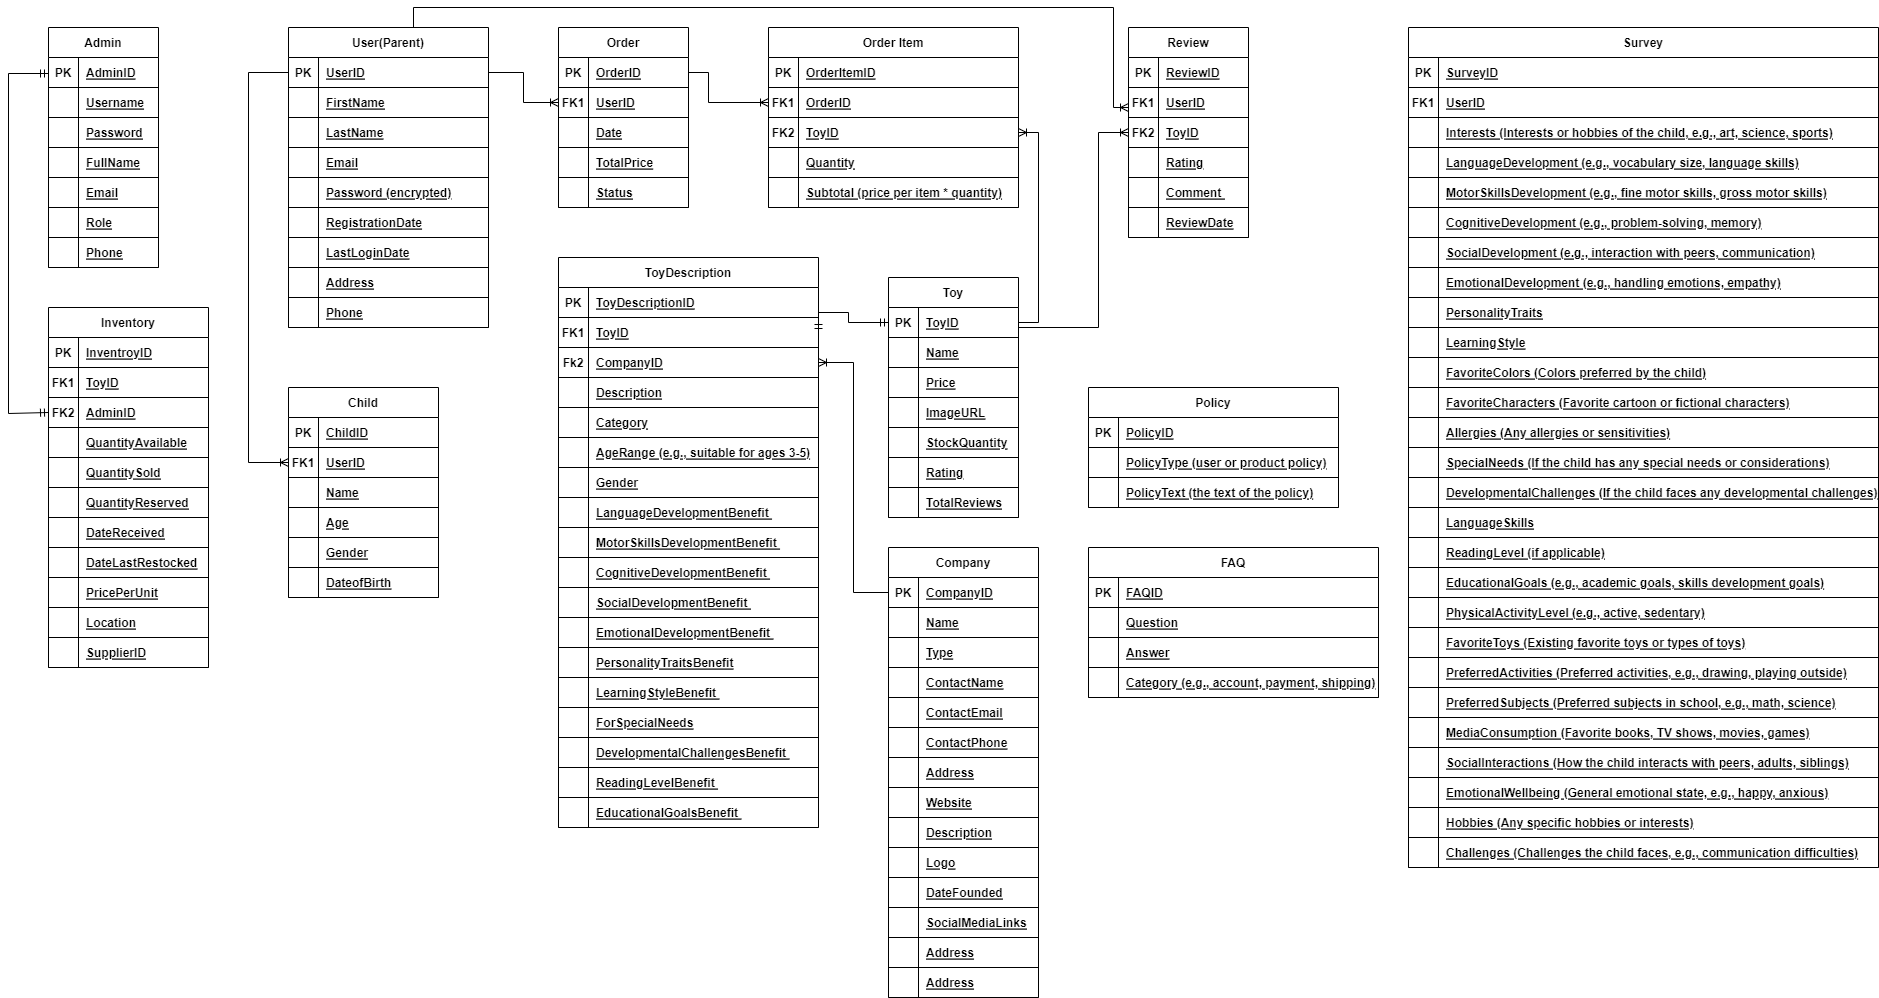 Admin
PK AdminID
Username
Password
FullName
Email
Role
Phone
Inventory
PK InventroyID
FK1 ToyID
FK2 AdminID
QuantityAvailable
QuantitySold
QuantityReserved
DateReceived
DateLastRestocked
PricePerUnit
Location
SupplierID
User(Parent)
PK UserID
FirstName
LastName
Email
Password (encrypted)
RegistrationDate
LastLoginDate
Address
Phone
Child
PK ChildID
FK1 UserID
Name
Age
Gender
DateofBirth
Order
PK OrderID
FK1 UserID
Date
TotalPrice
Status
Order Item
PK OrderItemID
FK1 OrderID
FK2 ToyID
Quantity
Subtotal (price per item * quantity)
ToyDescription
PK ToyDescriptionID
FK1 ToyID
Fk2 CompanyID
Description
Category
AgeRange (e.g., suitable for ages 3-5)
Gender
LanguageDevelopmentBenefit
MotorSkillsDevelopmentBenefit
CognitiveDevelopmentBenefit
SocialDevelopmentBenefit
EmotionalDevelopmentBenefit
PersonalityTraitsBenefit
LearningStyleBenefit
ForSpecialNeeds
DevelopmentalChallengesBenefit
ReadingLevelBenefit
EducationalGoalsBenefit
Toy
PK ToyID
Name
Price
ImageURL
StockQuantity
Rating
TotalReviews
Company
PK CompanyID
Name
Type
ContactName
ContactEmail
ContactPhone
Address
Website
Description
Logo
DateFounded
SocialMediaLinks
Address
Address
Review
PK ReviewID
FK1 UserID
FK2 ToyID
Rating
Comment
ReviewDate
Policy
PK PolicyID
PolicyType (user or product policy)
PolicyText (the text of the policy)
FAQ
PK FAQID
Question
Answer
Category (e.g., account, payment, shipping)
Survey
PK SurveyID
FK1 UserID
Interests (Interests or hobbies of the child, e.g., art, science, sports)
LanguageDevelopment (e.g., vocabulary size, language skills)
MotorSkillsDevelopment (e.g., fine motor skills, gross motor skills)
CognitiveDevelopment (e.g., problem-solving, memory)
SocialDevelopment (e.g., interaction with peers, communication)
EmotionalDevelopment (e.g., handling emotions, empathy)
PersonalityTraits
LearningStyle
FavoriteColors (Colors preferred by the child)
FavoriteCharacters (Favorite cartoon or fictional characters)
Allergies (Any allergies or sensitivities)
SpecialNeeds (If the child has any special needs or considerations)
DevelopmentalChallenges (If the child faces any developmental challenges)
LanguageSkills
ReadingLevel (if applicable)
EducationalGoals (e.g., academic goals, skills development goals)
PhysicalActivityLevel (e.g., active, sedentary)
FavoriteToys (Existing favorite toys or types of toys)
PreferredActivities (Preferred activities, e.g., drawing, playing outside)
PreferredSubjects (Preferred subjects in school, e.g., math, science)
MediaConsumption (Favorite books, TV shows, movies, games)
SocialInteractions (How the child interacts with peers, adults, siblings)
EmotionalWellbeing (General emotional state, e.g., happy, anxious)
Hobbies (Any specific hobbies or interests)
Challenges (Challenges the child faces, e.g., communication difficulties)